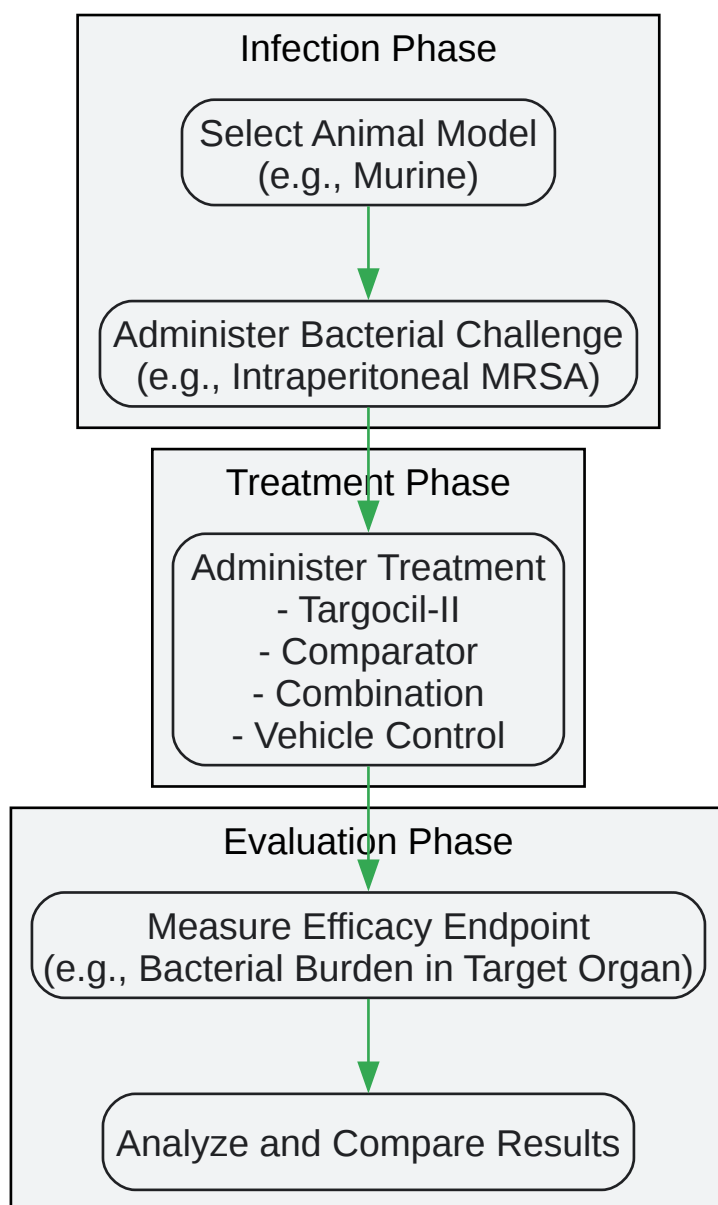 Infection Phase
Select Animal Model
(e.g., Murine)
Administer Bacterial Challenge
(e.g., Intraperitoneal MRSA)
Treatment Phase
Administer Treatment
- Targocil-II
- Comparator
- Combination
- Vehicle Control
Evaluation Phase
Measure Efficacy Endpoint
(e.g., Bacterial Burden in Target Organ)
Analyze and Compare Results